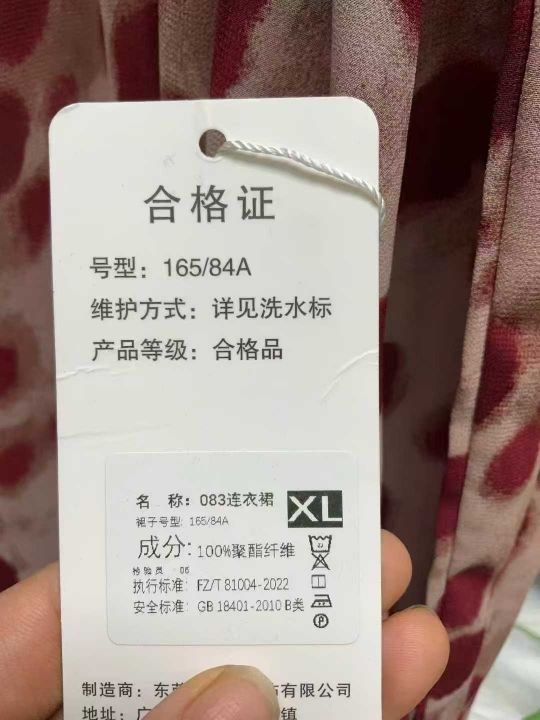 合格证
号型：165/84A
维护方式：详见洗水标
产品等级：合格品
名 称：083连衣裙 XL
裙子号型: 165/84A
成分: 100%聚酯纤维
检验员 06
执行标准: FZ/T 81004-2022
安全标准: GB 18401-2010 B类
制造商：东 有限公司
地址：广 镇